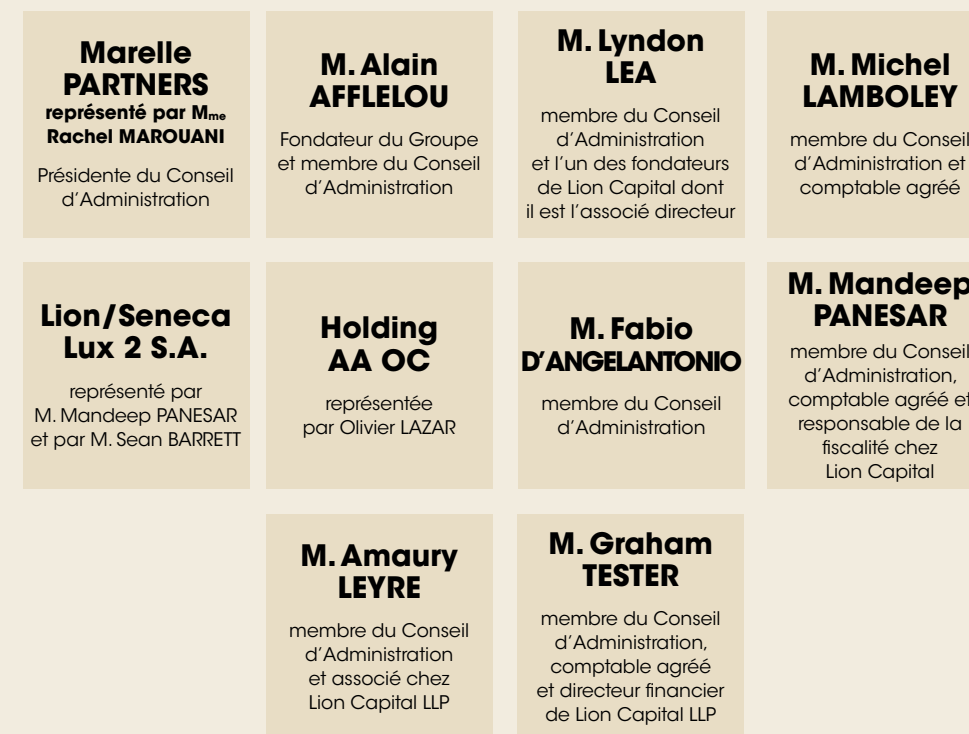 Marelle
PARTNERS
représenté par Mme
Rachel MAROUANI
Présidente du Conseil
d'Administration
M. Alain
AFFLELOU
Fondateur du Groupe
et membre du Conseil
d'Administration
M. Lyndon
LEA
membre du Conseil
d'Administration
et l'un des fondateurs
de Lion Capital dont
il est l'associé directeur
M. Michel
LAMBOLEY
membre du Conseil
d'Administration et
comptable agréé
Lion/Seneca
Lux 2 S.A.
représenté par
M. Mandeep PANESAR
et par M. Sean BARRETT
Holding
AA OC
représentée
par Olivier LAZAR
M. Fabio
D'ANGELANTONIO
membre du Conseil
d'Administration
M. Mandeep
PANESAR
membre du Conseil
d'Administration,
comptable agréé et
responsable de la
fiscalité chez
Lion Capital
M. Amaury
LEYRE
membre du Conseil
d'Administration
et associé chez
Lion Capital LLP
M. Graham
TESTER
membre du Conseil
d'Administration,
comptable agréé
et directeur financier
de Lion Capital LLP